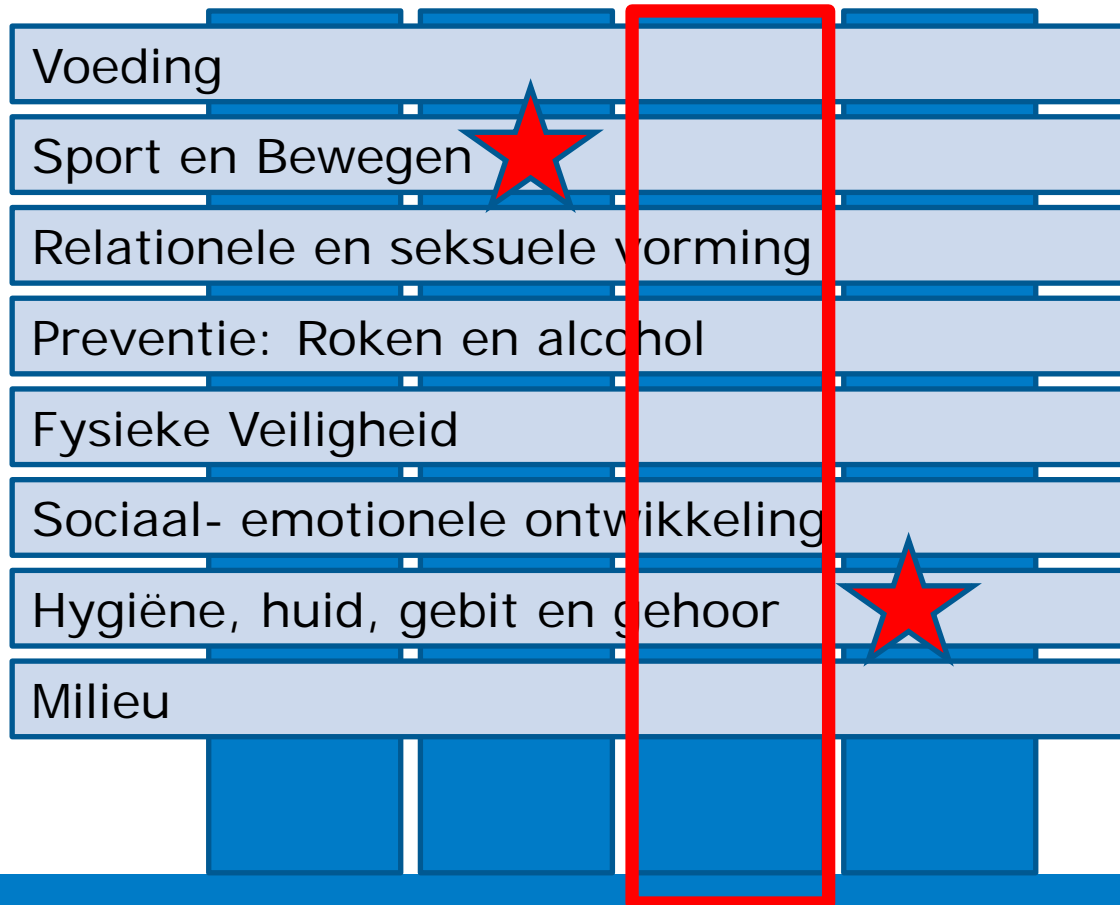 Voeding
Sport en Bewegen
Relationele en seksuele vorming
Preventie: Roken en alcohol
Fysieke Veiligheid
Sociaal- emotionele ontwikkeling
Hygiëne, huid, gebit en gehoor
Milieu